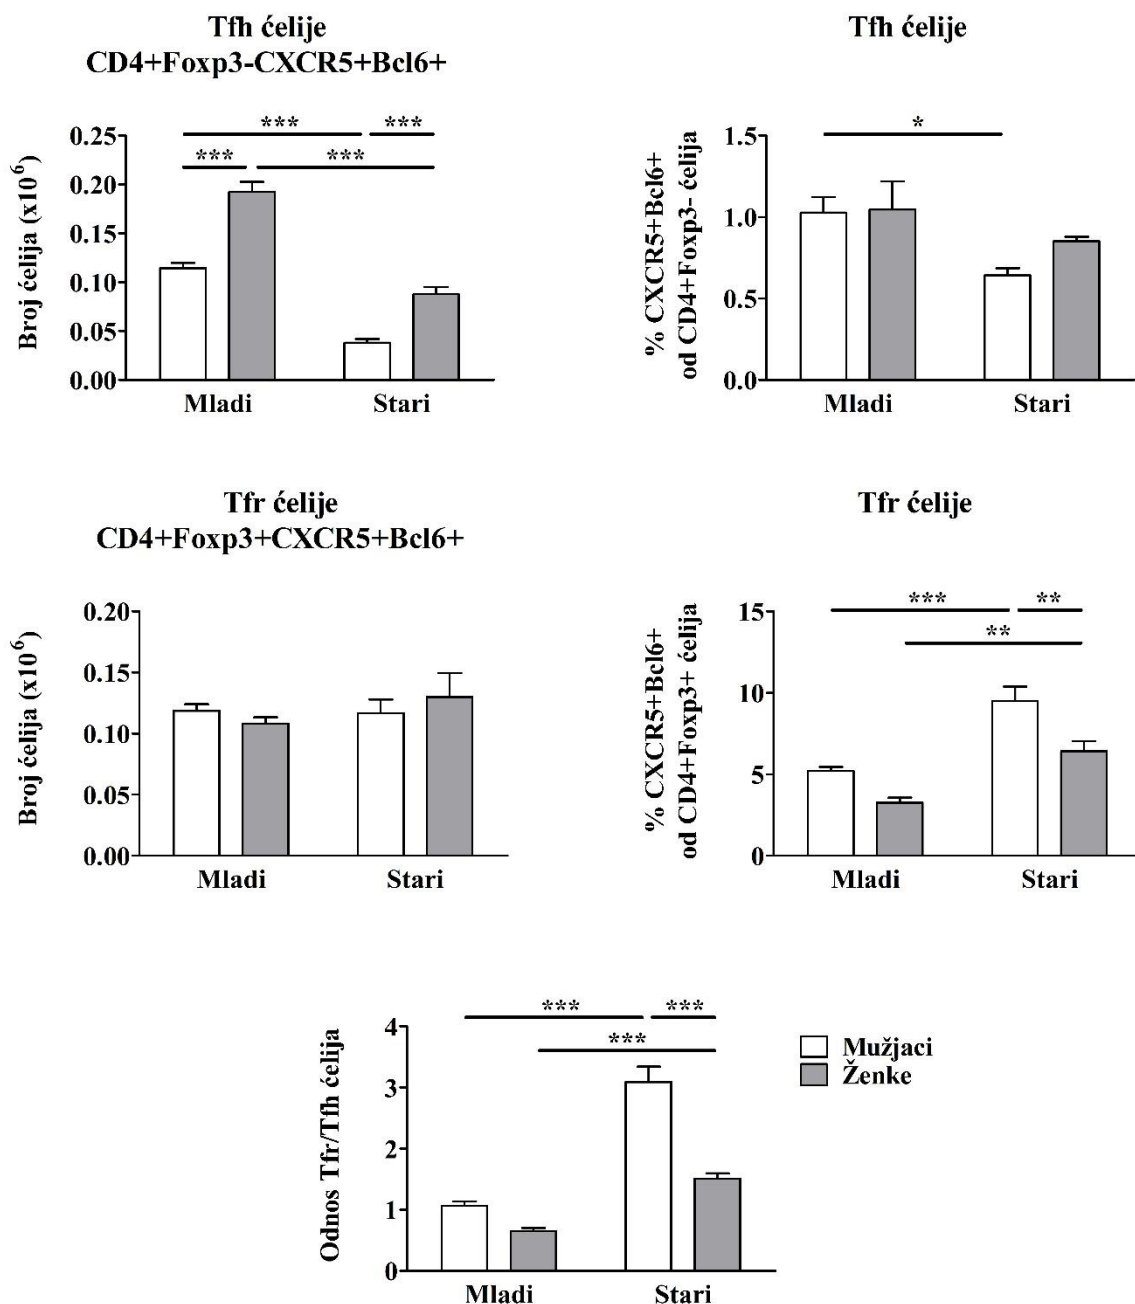 Tfh ćelije
CD4+Foxp3-CXCR5+Bcl6+
Broj ćelija (x10⁶)
0.25
0.20
0.15
0.10
0.05
0.00
*** ***
*** ***
Mladi Stari
Tfh ćelije
% CXCR5+Bcl6+
od CD4+Foxp3- ćelija
1.5
1.0
0.5
0.0
*
Mladi Stari
Tfr ćelije
CD4+Foxp3+CXCR5+Bcl6+
Broj ćelija (x10⁶)
0.20
0.15
0.10
0.05
0.00
Mladi Stari
Tfr ćelije
% CXCR5+Bcl6+
od CD4+Foxp3+ ćelija
15
10
5
0
*** **
**
Mladi Stari
Odnos Tfr/Tfh ćelija
4
3
2
1
0
*** ***
***
Mladi Stari
Mužjaci
Ženke